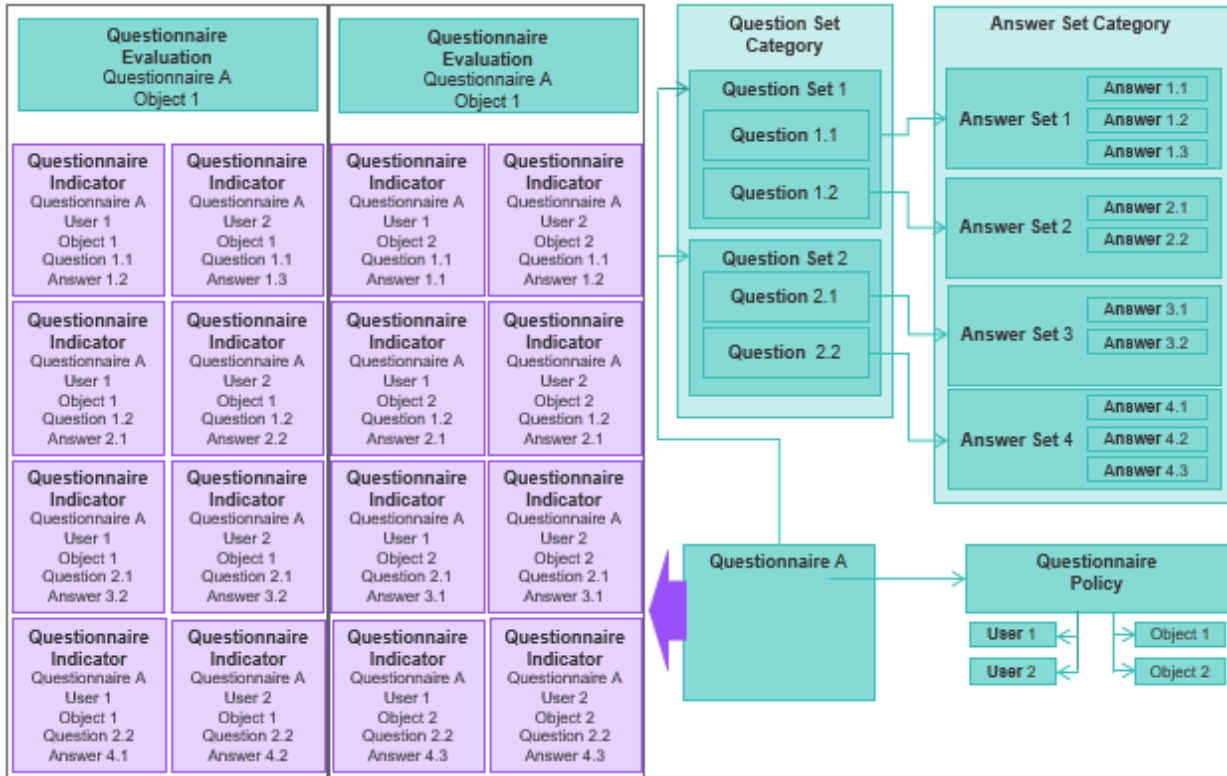 Questionnaire
Evaluation
Questionnaire A
Object 1
Questionnaire
Evaluation
Questionnaire A
Object 1
Questionnaire
Indicator
Questionnaire A
User 1
Object 1
Question 1.1
Answer 1.2
Questionnaire
Indicator
Questionnaire A
User 2
Object 1
Question 1.1
Answer 1.3
Questionnaire
Indicator
Questionnaire A
User 1
Object 2
Question 1.1
Answer 1.1
Questionnaire
Indicator
Questionnaire A
User 2
Object 2
Question 1.1
Answer 1.2
Questionnaire
Indicator
Questionnaire A
User 1
Object 1
Question 1.2
Answer 2.1
Questionnaire
Indicator
Questionnaire A
User 2
Object 1
Question 1.2
Answer 2.2
Questionnaire
Indicator
Questionnaire A
User 1
Object 2
Question 1.2
Answer 2.1
Questionnaire
Indicator
Questionnaire A
User 2
Object 2
Question 1.2
Answer 2.1
Questionnaire
Indicator
Questionnaire A
User 1
Object 1
Question 2.1
Answer 3.2
Questionnaire
Indicator
Questionnaire A
User 2
Object 1
Question 2.1
Answer 3.2
Questionnaire
Indicator
Questionnaire A
User 1
Object 2
Question 2.1
Answer 3.1
Questionnaire
Indicator
Questionnaire A
User 2
Object 2
Question 2.1
Answer 3.1
Questionnaire
Indicator
Questionnaire A
User 1
Object 1
Question 2.2
Answer 4.1
Questionnaire
Indicator
Questionnaire A
User 2
Object 1
Question 2.2
Answer 4.2
Questionnaire
Indicator
Questionnaire A
User 1
Object 2
Question 2.2
Answer 4.3
Questionnaire
Indicator
Questionnaire A
User 2
Object 2
Question 2.2
Answer 4.3
Question Set
Category
Question Set 1
Question 1.1
Question 1.2
Question Set 2
Question 2.1
Question 2.2
Answer Set Category
Answer Set 1
Answer 1.1
Answer 1.2
Answer 1.3
Answer Set 2
Answer 2.1
Answer 2.2
Answer Set 3
Answer 3.1
Answer 3.2
Answer Set 4
Answer 4.1
Answer 4.2
Answer 4.3
Questionnaire A
Questionnaire
Policy
User 1
User 2
Object 1
Object 2